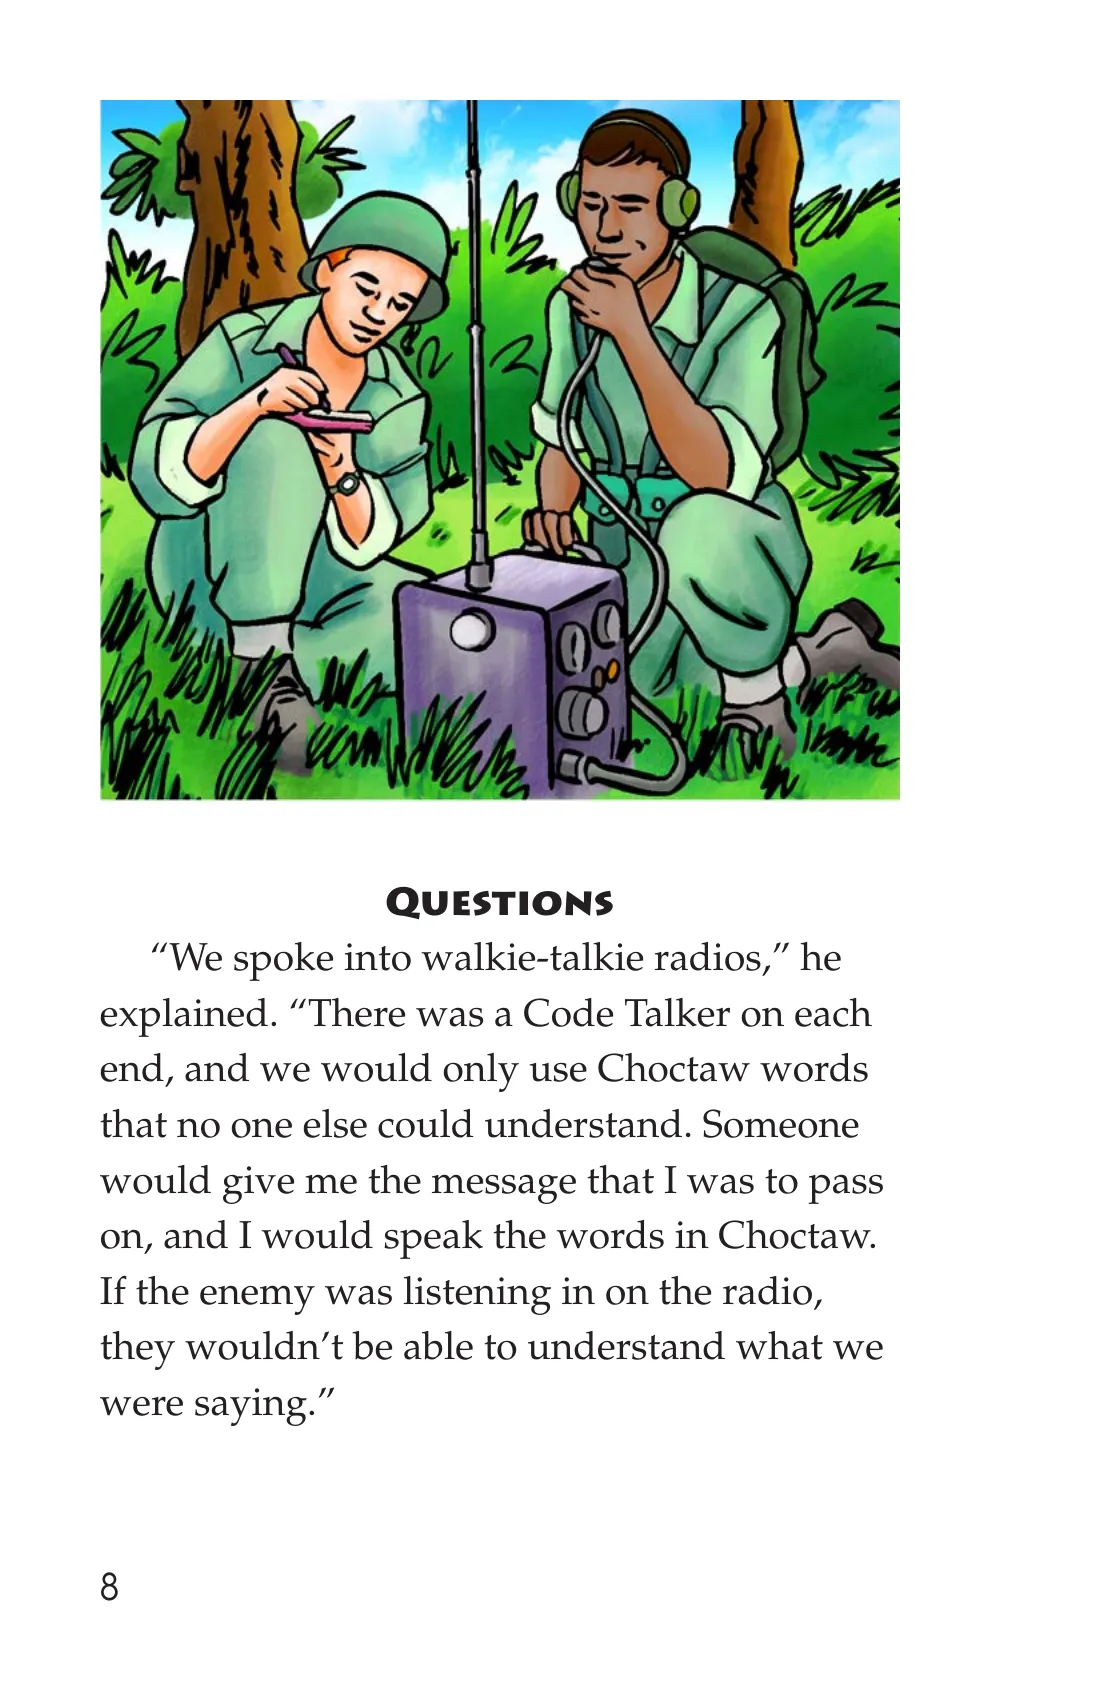 QUESTIONS
“We spoke into walkie-talkie radios,” he
explained. “There was a Code Talker on each
end, and we would only use Choctaw words
that no one else could understand. Someone
would give me the message that I was to pass
on, and I would speak the words in Choctaw.
If the enemy was listening in on the radio,
they wouldn’t be able to understand what we
were saying.”
8